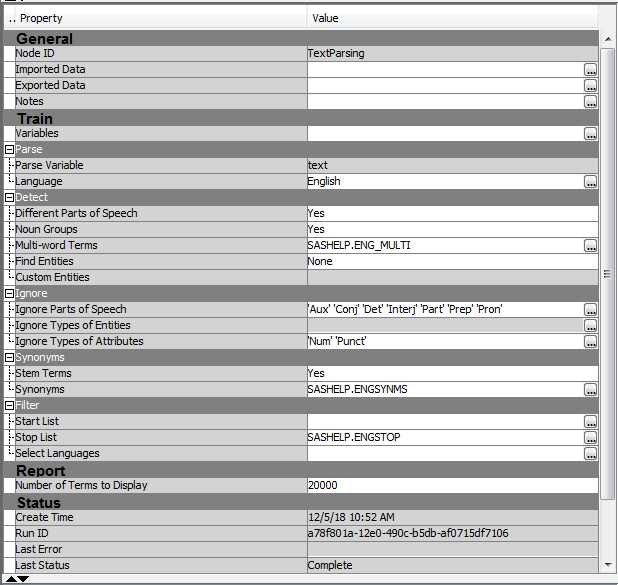 .. Property Value
General
Node ID TextParsing
Imported Data ...
Exported Data ...
Notes ...
Train
Variables ...
Parse
Parse Variable text
Language English ...
Detect
Different Parts of Speech Yes
Noun Groups Yes
Multi-word Terms SASHELP.ENG_MULTI ...
Find Entities None
Custom Entities
Ignore
Ignore Parts of Speech 'Aux' 'Conj' 'Det' 'Interj' 'Part' 'Prep' 'Pron' ...
Ignore Types of Entities ...
Ignore Types of Attributes 'Num' 'Punct' ...
Synonyms
Stem Terms Yes
Synonyms SASHELP.ENGSYNMS ...
Filter
Start List ...
Stop List SASHELP.ENGSTOP ...
Select Languages ...
Report
Number of Terms to Display 20000
Status
Create Time 12/5/18 10:52 AM
Run ID a78f801a-12e0-490c-b5db-af0715df7106
Last Error
Last Status Complete